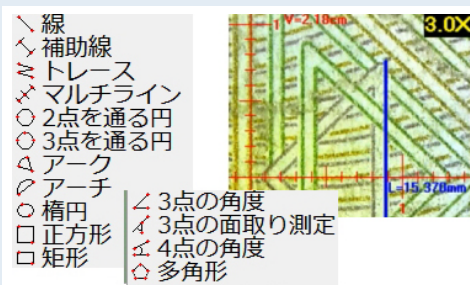 線
補助線
トレース
マルチライン
2点を通る円
3点を通る円
アーク
アーチ
楕円
正方形
矩形
3点の角度
3点の面取り測定
4点の角度
多角形
1
V=2.18cm
3.0X
L=15.378mm
1